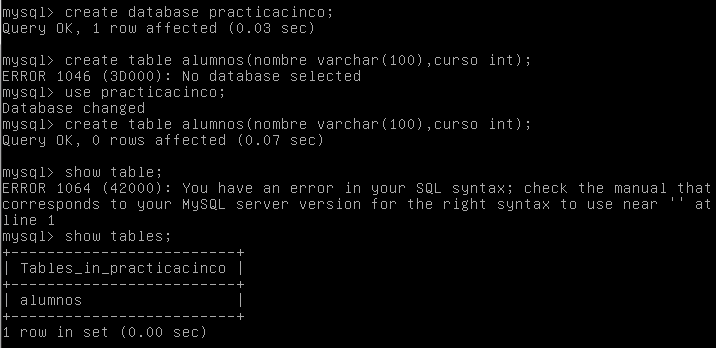 mysql> create database practicacinco;
Query OK, 1 row affected (0.03 sec)
mysql> create table alumnos(nombre varchar(100),curso int);
ERROR 1046 (3D000): No database selected
mysql> use practicacinco;
Database changed
mysql> create table alumnos(nombre varchar(100),curso int);
Query OK, 0 rows affected (0.07 sec)
mysql> show table;
ERROR 1064 (42000): You have an error in your SQL syntax; check the manual that
corresponds to your MySQL server version for the right syntax to use near '' at
line 1
mysql> show tables;
+-------------------------+
| Tables_in_practicacinco |
+-------------------------+
| alumnos                 |
+-------------------------+
1 row in set (0.00 sec)